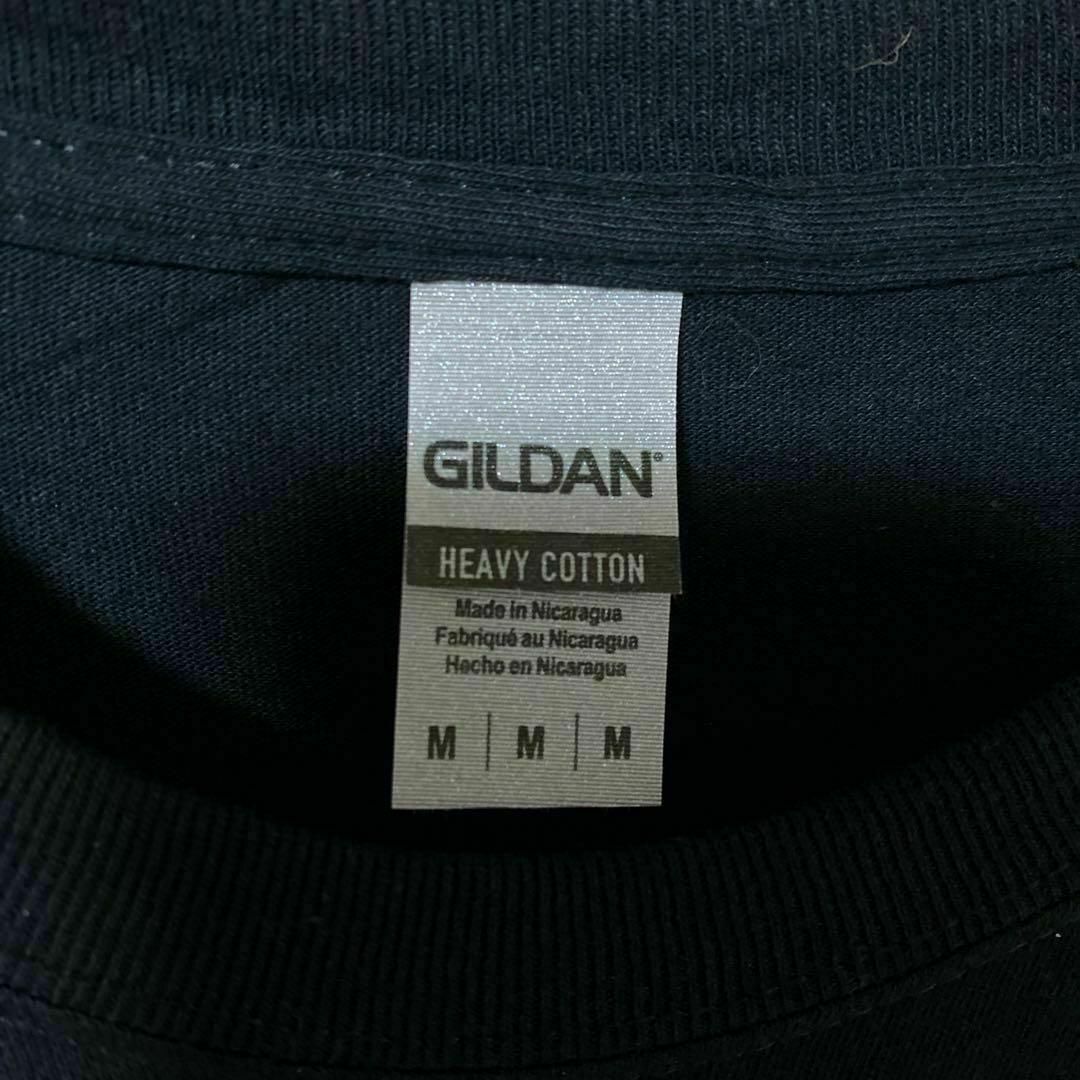 GILDAN®
HEAVY COTTON
Made in Nicaragua
Fabriqué au Nicaragua
Hecho en Nicaragua
M | M | M